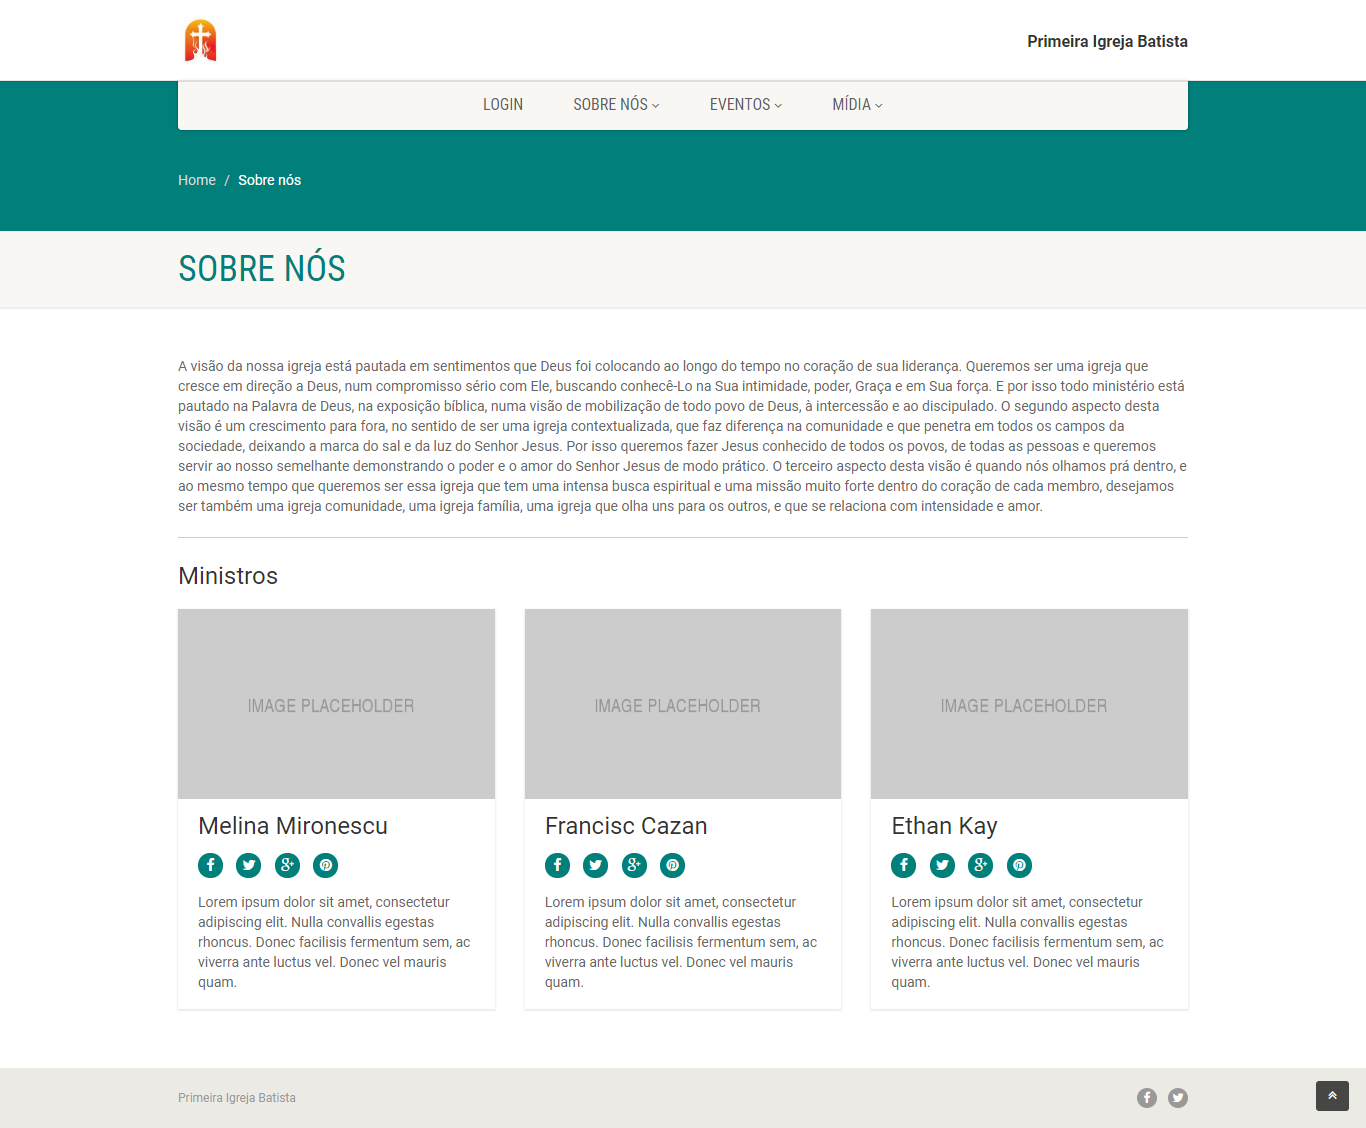 Primeira Igreja Batista
LOGIN
SOBRE NÓS
EVENTOS
MÍDIA
Home / Sobre nós
SOBRE NÓS
A visão da nossa igreja está pautada em sentimentos que Deus foi colocando ao longo do tempo no coração de sua liderança. Queremos ser uma igreja que
cresce em direção a Deus, num compromisso sério com Ele, buscando conhecê-Lo na Sua intimidade, poder, Graça e em Sua força. E por isso todo ministério está
pautado na Palavra de Deus, na exposição bíblica, numa visão de mobilização de todo povo de Deus, à intercessão e ao discipulado. O segundo aspecto desta
visão é um crescimento para fora, no sentido de ser uma igreja contextualizada, que faz diferença na comunidade e que penetra em todos os campos da
sociedade, deixando a marca do sal e da luz do Senhor Jesus. Por isso queremos fazer Jesus conhecido de todos os povos, de todas as pessoas e queremos
servir ao nosso semelhante demonstrando o poder e o amor do Senhor Jesus de modo prático. O terceiro aspecto desta visão é quando nós olhamos prá dentro, e
ao mesmo tempo que queremos ser essa igreja que tem uma intensa busca espiritual e uma missão muito forte dentro do coração de cada membro, desejamos
ser também uma igreja comunidade, uma igreja família, uma igreja que olha uns para os outros, e que se relaciona com intensidade e amor.
Ministros
IMAGE PLACEHOLDER
Melina Mironescu
Lorem ipsum dolor sit amet, consectetur
adipiscing elit. Nulla convallis egestas
rhoncus. Donec facilisis fermentum sem, ac
viverra ante luctus vel. Donec vel mauris
quam.
IMAGE PLACEHOLDER
Francisc Cazan
Lorem ipsum dolor sit amet, consectetur
adipiscing elit. Nulla convallis egestas
rhoncus. Donec facilisis fermentum sem, ac
viverra ante luctus vel. Donec vel mauris
quam.
IMAGE PLACEHOLDER
Ethan Kay
Lorem ipsum dolor sit amet, consectetur
adipiscing elit. Nulla convallis egestas
rhoncus. Donec facilisis fermentum sem, ac
viverra ante luctus vel. Donec vel mauris
quam.
Primeira Igreja Batista